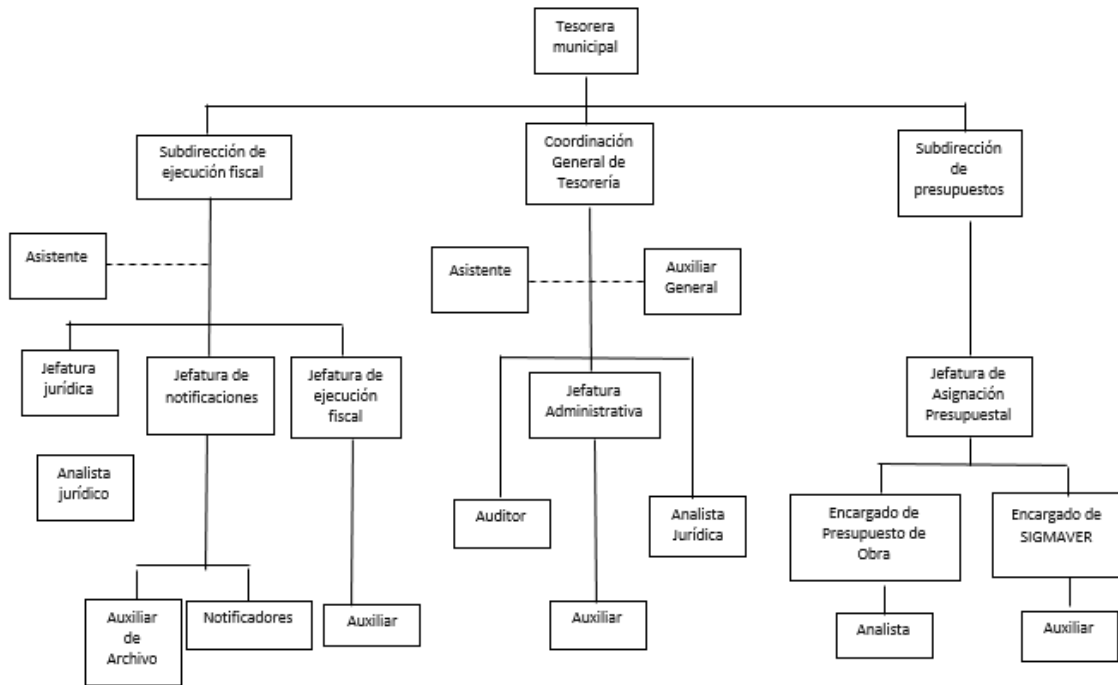 Tesorera
municipal
Subdirección de
ejecución fiscal
Coordinación
General de
Tesorería
Subdirección
de
presupuestos
Asistente
Asistente
Auxiliar
General
Jefatura
jurídica
Jefatura de
notificaciones
Jefatura de
ejecución
fiscal
Jefatura
Administrativa
Jefatura de
Asignación
Presupuestal
Analista
jurídico
Auditor
Analista
Jurídica
Encargado de
Presupuesto de
Obra
Encargado de
SIGMAVER
Auxiliar
de
Archivo
Notificadores
Auxiliar
Auxiliar
Analista
Auxiliar